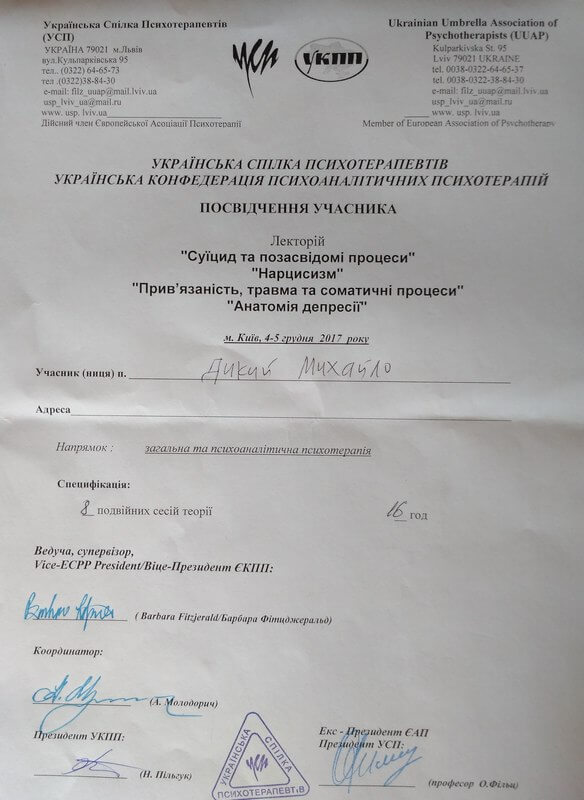 Українська Спілка Психотерапевтів
(УСП)
УКРАЇНА 79021 м.Львів
вул.Кульпарківська 95
тел.. (0322) 64-65-73
тел .(0322)38-84-30
e-mail: filz_uuap@mail.lviv.ua
usp_lviv_ua@mail.ru
www. usp. lviv.ua
Дійсний член Європейської Асоціації Психотерапії
усп
УКПП
Ukrainian Umbrella Association of
Psychotherapists (UUAP)
Kulparkivska St. 95
Lviv 79021 UKRAINE
tel. 0038-0322-64-65-37
tel. 0038-0322-38-84-30
e-mail: filz_uuap@mail.lviv.ua
usp_lviv_ua@mail.ru
www. usp. lviv.ua
Member of European Association of Psychotherapy
УКРАЇНСЬКА СПІЛКА ПСИХОТЕРАПЕВТІВ
УКРАЇНСЬКА КОНФЕДЕРАЦІЯ ПСИХОАНАЛІТИЧНИХ ПСИХОТЕРАПІЙ
ПОСВІДЧЕННЯ УЧАСНИКА
Лекторій
"Суїцид та позасвідомі процеси"
"Нарцисизм"
"Прив’язаність, травма та соматичні процеси"
"Анатомія депресії"
м. Київ, 4-5 грудня 2017 року
Учасник (ниця) п. Дикий Михайло
Адреса
Напрямок : загальна та психоаналітична психотерапія
Специфікація:
8 подвійних сесій теорії 16 год
Ведуча, супервізор,
Vice-ECPP President/Віце-Президент ЄКПП:
( Barbara Fitzjerald/Барбара Фітцджеральд)
Координатор:
(А. Молодорич)
Президент УКПП:
(Н. Пільгук)
Екс - Президент ЄАП
Президент УСП:
(професор О.Фільц)
УКРАЇНСЬКА СПІЛКА ПСИХОТЕРАПЕВТІВ
усп